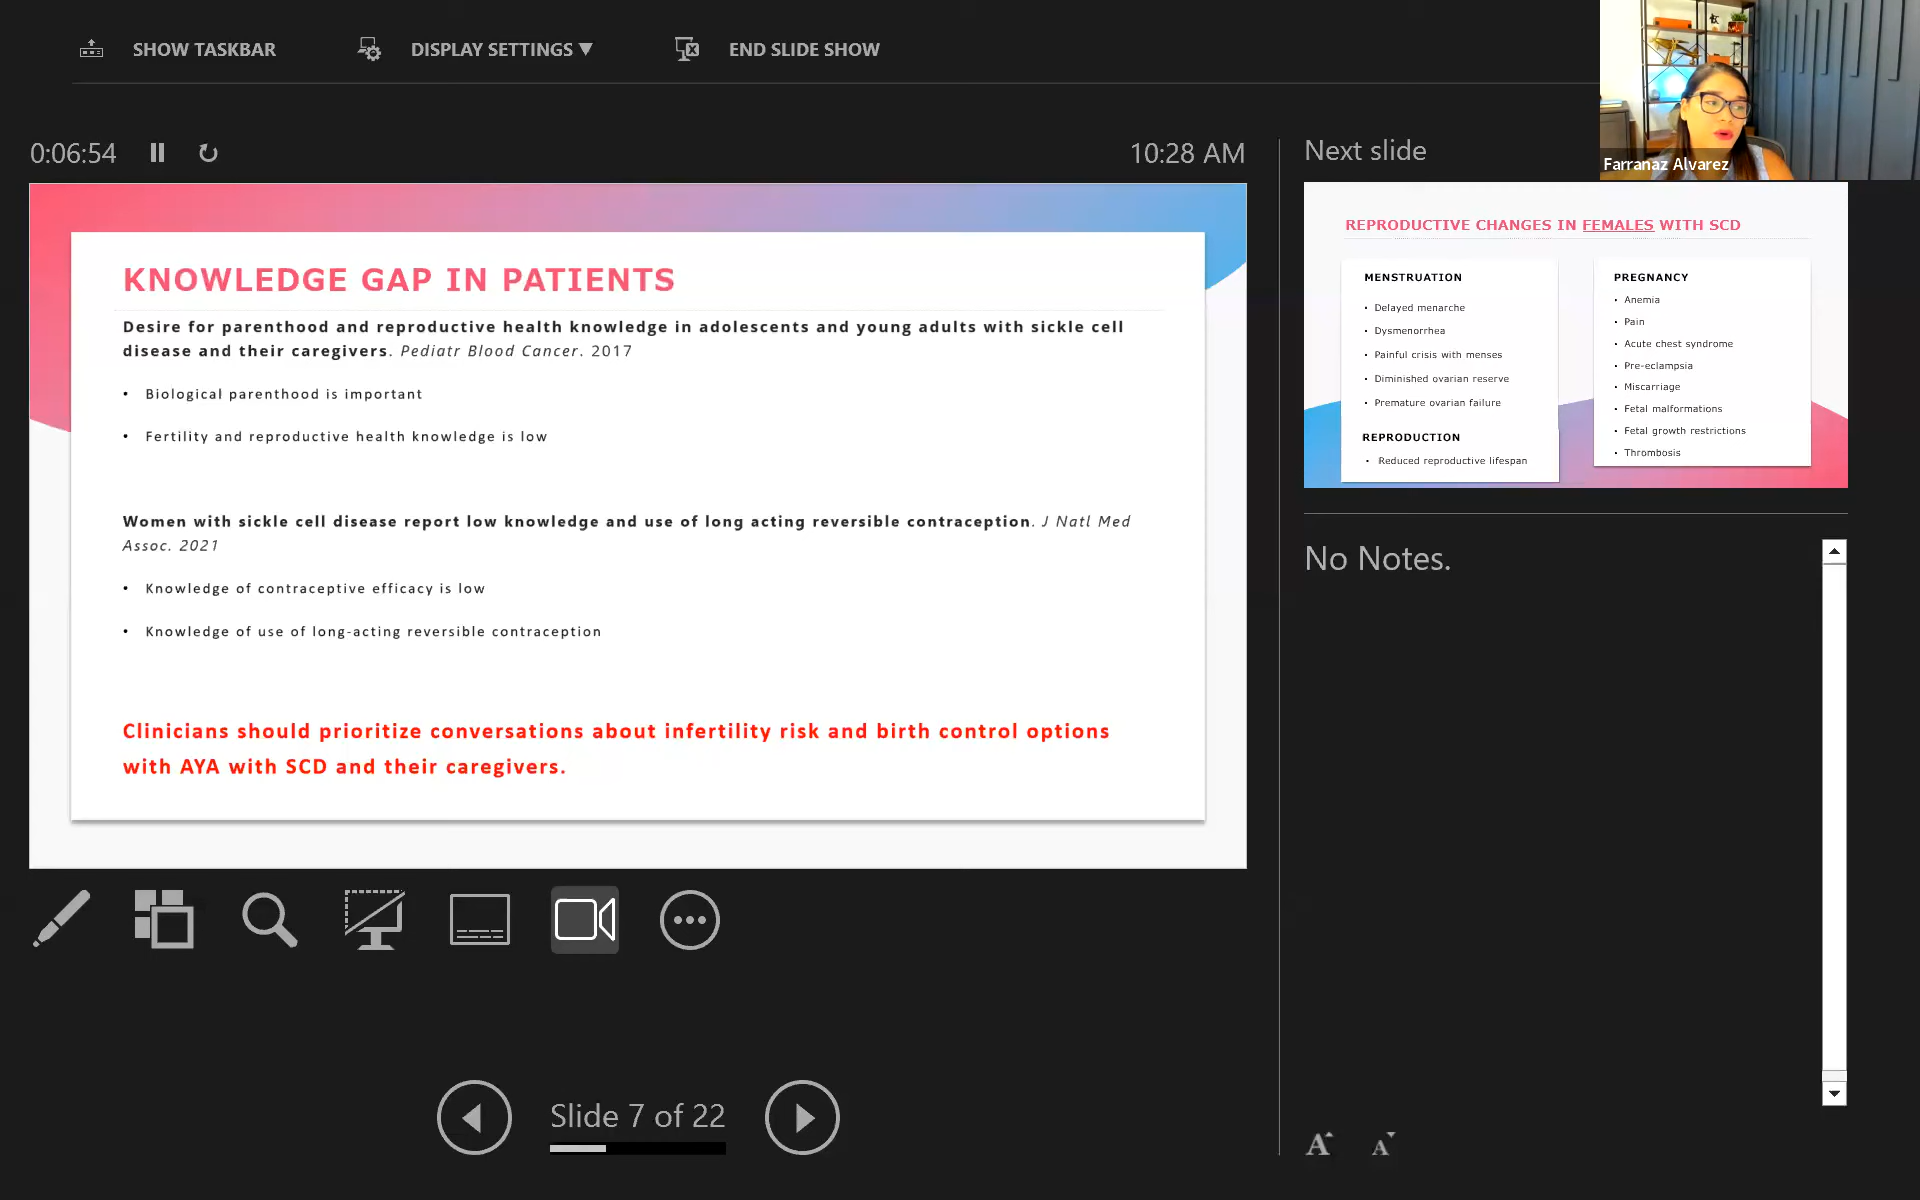 SHOW TASKBAR
DISPLAY SETTINGS ▼
END SLIDE SHOW
Farranaz Alvarez
0:06:54
10:28 AM
KNOWLEDGE GAP IN PATIENTS
Desire for parenthood and reproductive health knowledge in adolescents and young adults with sickle cell
disease and their caregivers. Pediatr Blood Cancer. 2017
• Biological parenthood is important
• Fertility and reproductive health knowledge is low
Women with sickle cell disease report low knowledge and use of long acting reversible contraception. J Natl Med
Assoc. 2021
• Knowledge of contraceptive efficacy is low
• Knowledge of use of long-acting reversible contraception
Clinicians should prioritize conversations about infertility risk and birth control options
with AYA with SCD and their caregivers.
Slide 7 of 22
Next slide
REPRODUCTIVE CHANGES IN FEMALES WITH SCD
MENSTRUATION
• Delayed menarche
• Dysmenorrhea
• Painful crisis with menses
• Diminished ovarian reserve
• Premature ovarian failure
REPRODUCTION
• Reduced reproductive lifespan
PREGNANCY
• Anemia
• Pain
• Acute chest syndrome
• Pre-eclampsia
• Miscarriage
• Fetal malformations
• Fetal growth restrictions
• Thrombosis
No Notes.
A A